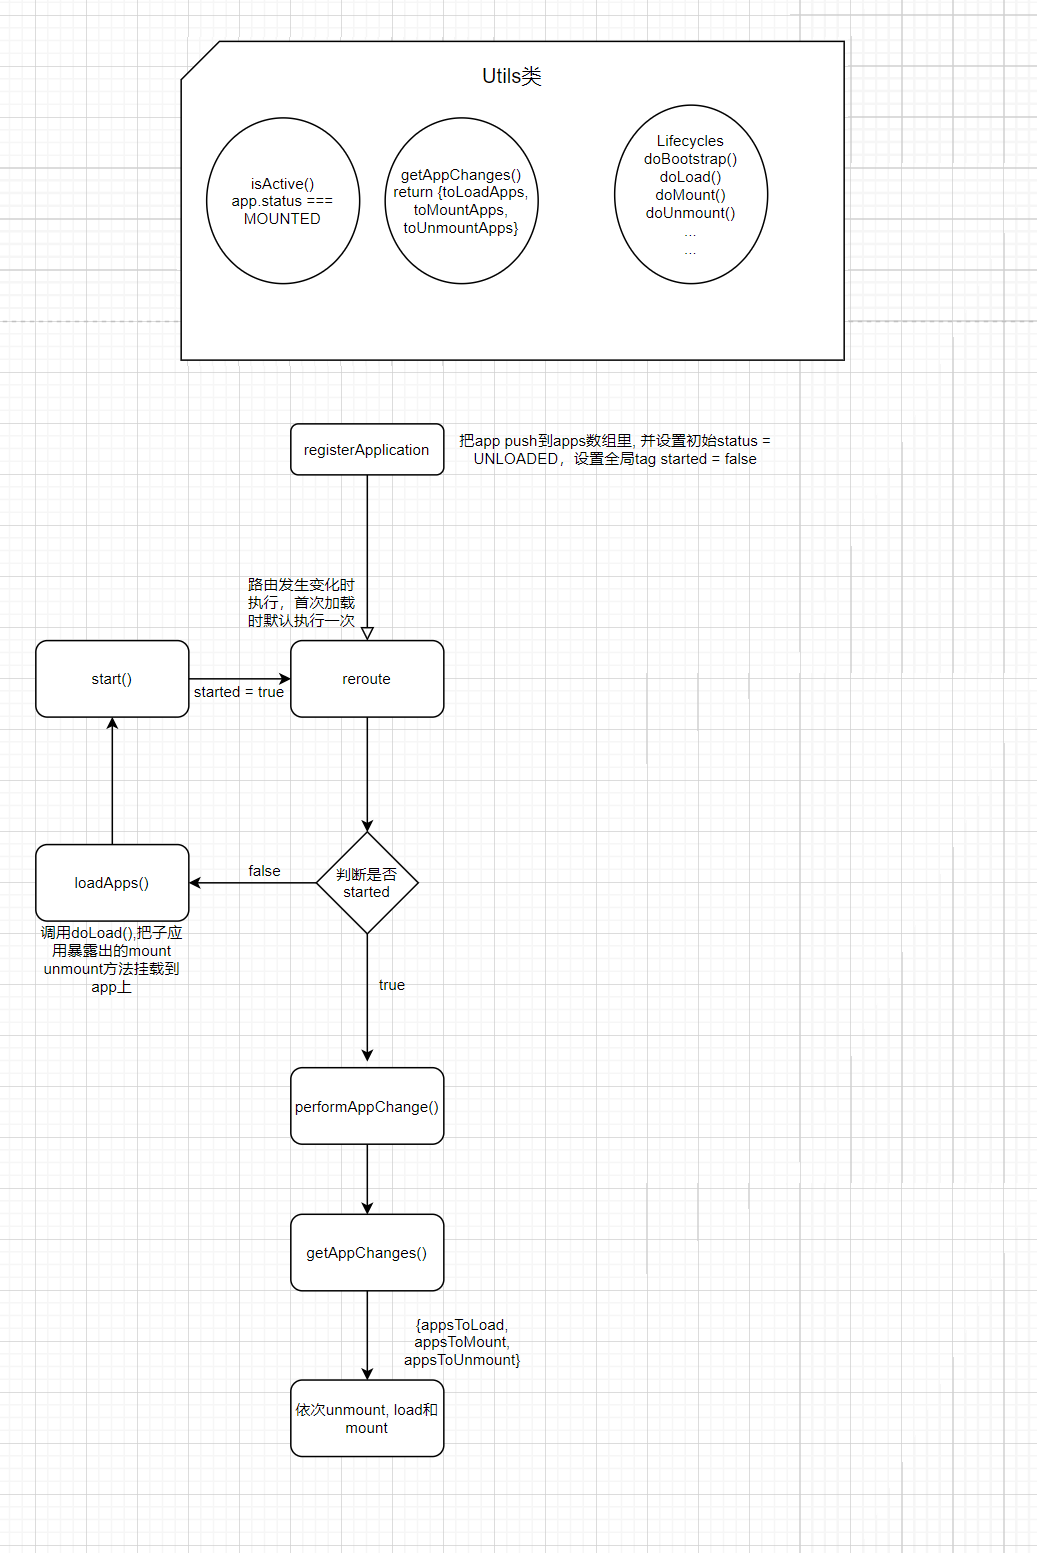 Utils类
isActive()
app.status ===
MOUNTED
getAppChanges()
return {toLoadApps,
toMountApps,
toUnmountApps}
Lifecycles
doBootstrap()
doLoad()
doMount()
doUnmount()
...
...
registerApplication
把app push到apps数组里, 并设置初始status =
UNLOADED，设置全局tag started = false
路由发生变化时
执行，首次加载
时默认执行一次
start()
started = true
reroute
loadApps()
false
判断是否
started
调用doLoad(),把子应
用暴露出的mount
unmount方法挂载到
app上
true
performAppChange()
getAppChanges()
{appsToLoad,
appsToMount,
appsToUnmount}
依次unmount, load和
mount